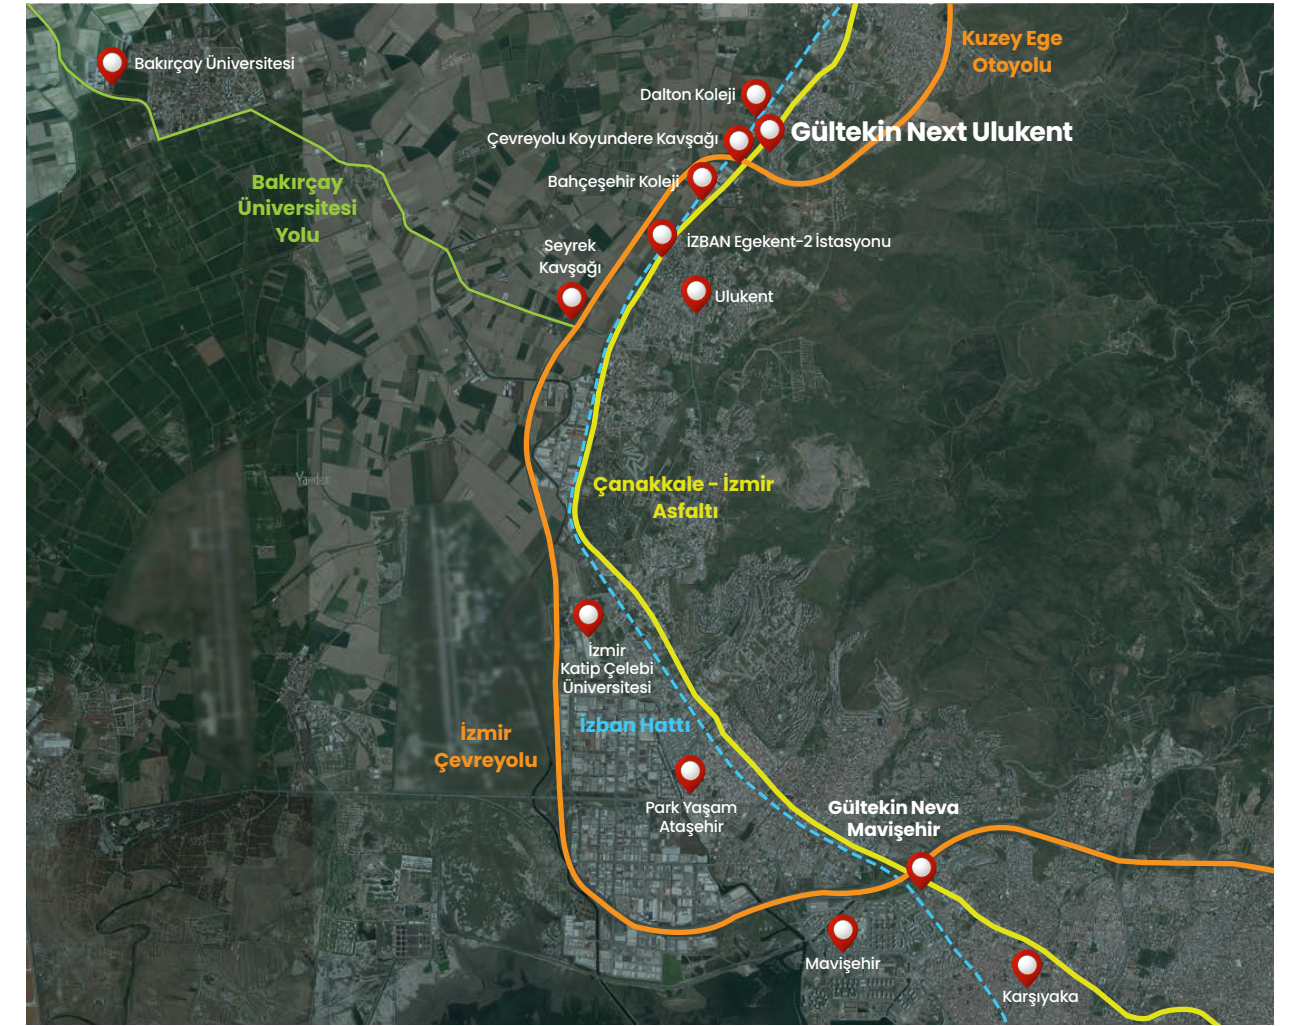 Kuzey Ege
Otoyolu
Bakırçay Üniversitesi
Dalton Koleji
Gültekin Next Ulukent
Çevreyolu Koyundere Kavşağı
Bahçeşehir Koleji
Bakırçay
Üniversitesi
Yolu
Seyrek
Kavşağı
İZBAN Egekent-2 İstasyonu
Ulukent
Yandex
Çanakkale - İzmir
Asfaltı
İzmir
Katip Çelebi
Üniversitesi
İzban Hattı
İzmir
Çevreyolu
Park Yaşam
Ataşehir
Gültekin Neva
Mavişehir
Mavişehir
Karşıyaka